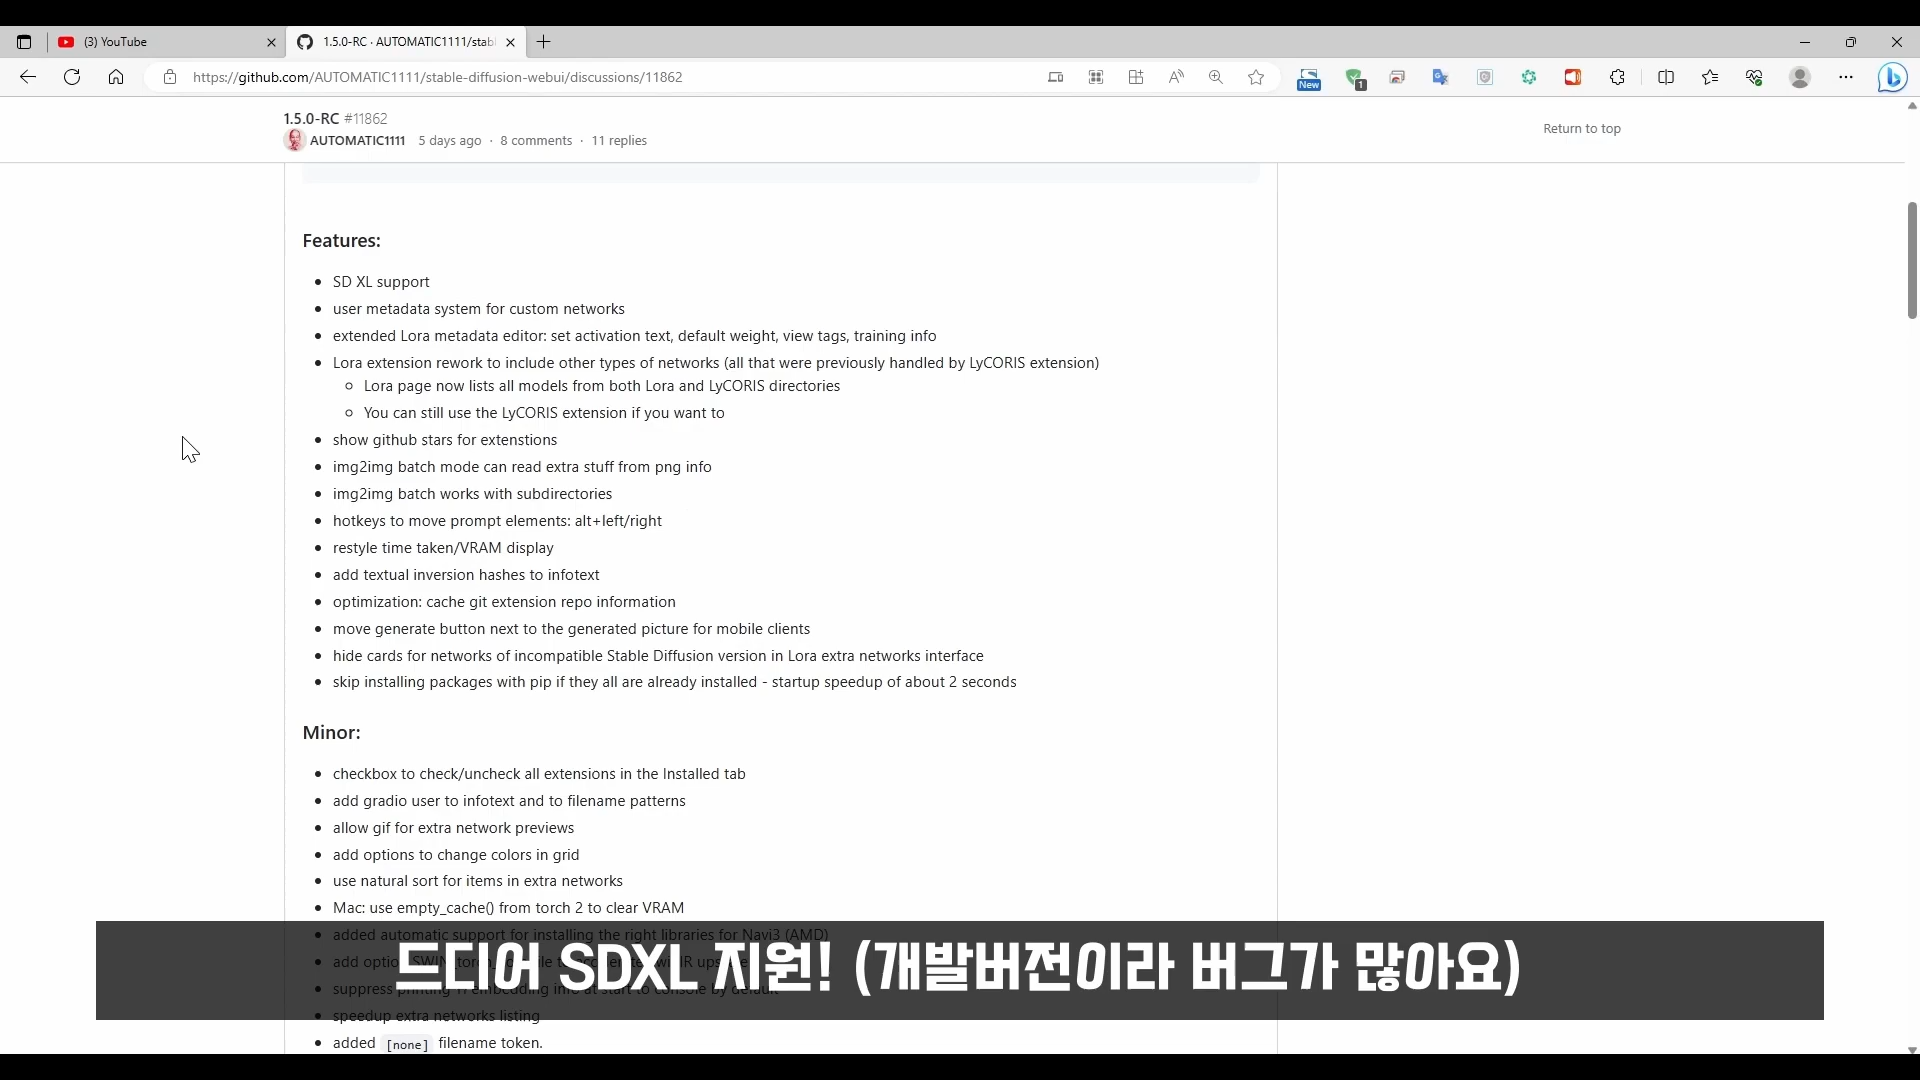 (3) YouTube
1.5.0-RC · AUTOMATIC1111/stabl
https://github.com/AUTOMATIC1111/stable-diffusion-webui/discussions/11862
New
1
1.5.0-RC #11862
AUTOMATIC1111 5 days ago · 8 comments · 11 replies
Return to top
Features:
SD XL support
user metadata system for custom networks
extended Lora metadata editor: set activation text, default weight, view tags, training info
Lora extension rework to include other types of networks (all that were previously handled by LyCORIS extension)
Lora page now lists all models from both Lora and LyCORIS directories
You can still use the LyCORIS extension if you want to
show github stars for extenstions
img2img batch mode can read extra stuff from png info
img2img batch works with subdirectories
hotkeys to move prompt elements: alt+left/right
restyle time taken/VRAM display
add textual inversion hashes to infotext
optimization: cache git extension repo information
move generate button next to the generated picture for mobile clients
hide cards for networks of incompatible Stable Diffusion version in Lora extra networks interface
skip installing packages with pip if they all are already installed - startup speedup of about 2 seconds
Minor:
checkbox to check/uncheck all extensions in the Installed tab
add gradio user to infotext and to filename patterns
allow gif for extra network previews
add options to change colors in grid
use natural sort for items in extra networks
Mac: use empty_cache() from torch 2 to clear VRAM
added automatic support for installing the right libraries for Navi3 (AMD)
드디어 SDXL 지원! (개발버전이라 버그가 많아요)
speedup extra networks listing
added [none] filename token.